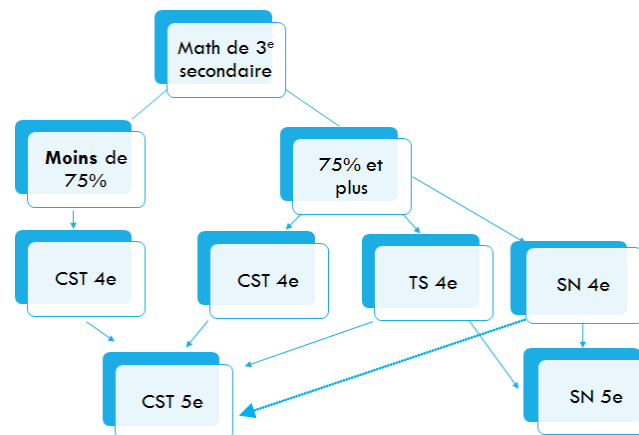 Math de 3e
secondaire
Moins de
75%
75% et
plus
CST 4e
CST 4e
TS 4e
SN 4e
CST 5e
SN 5e